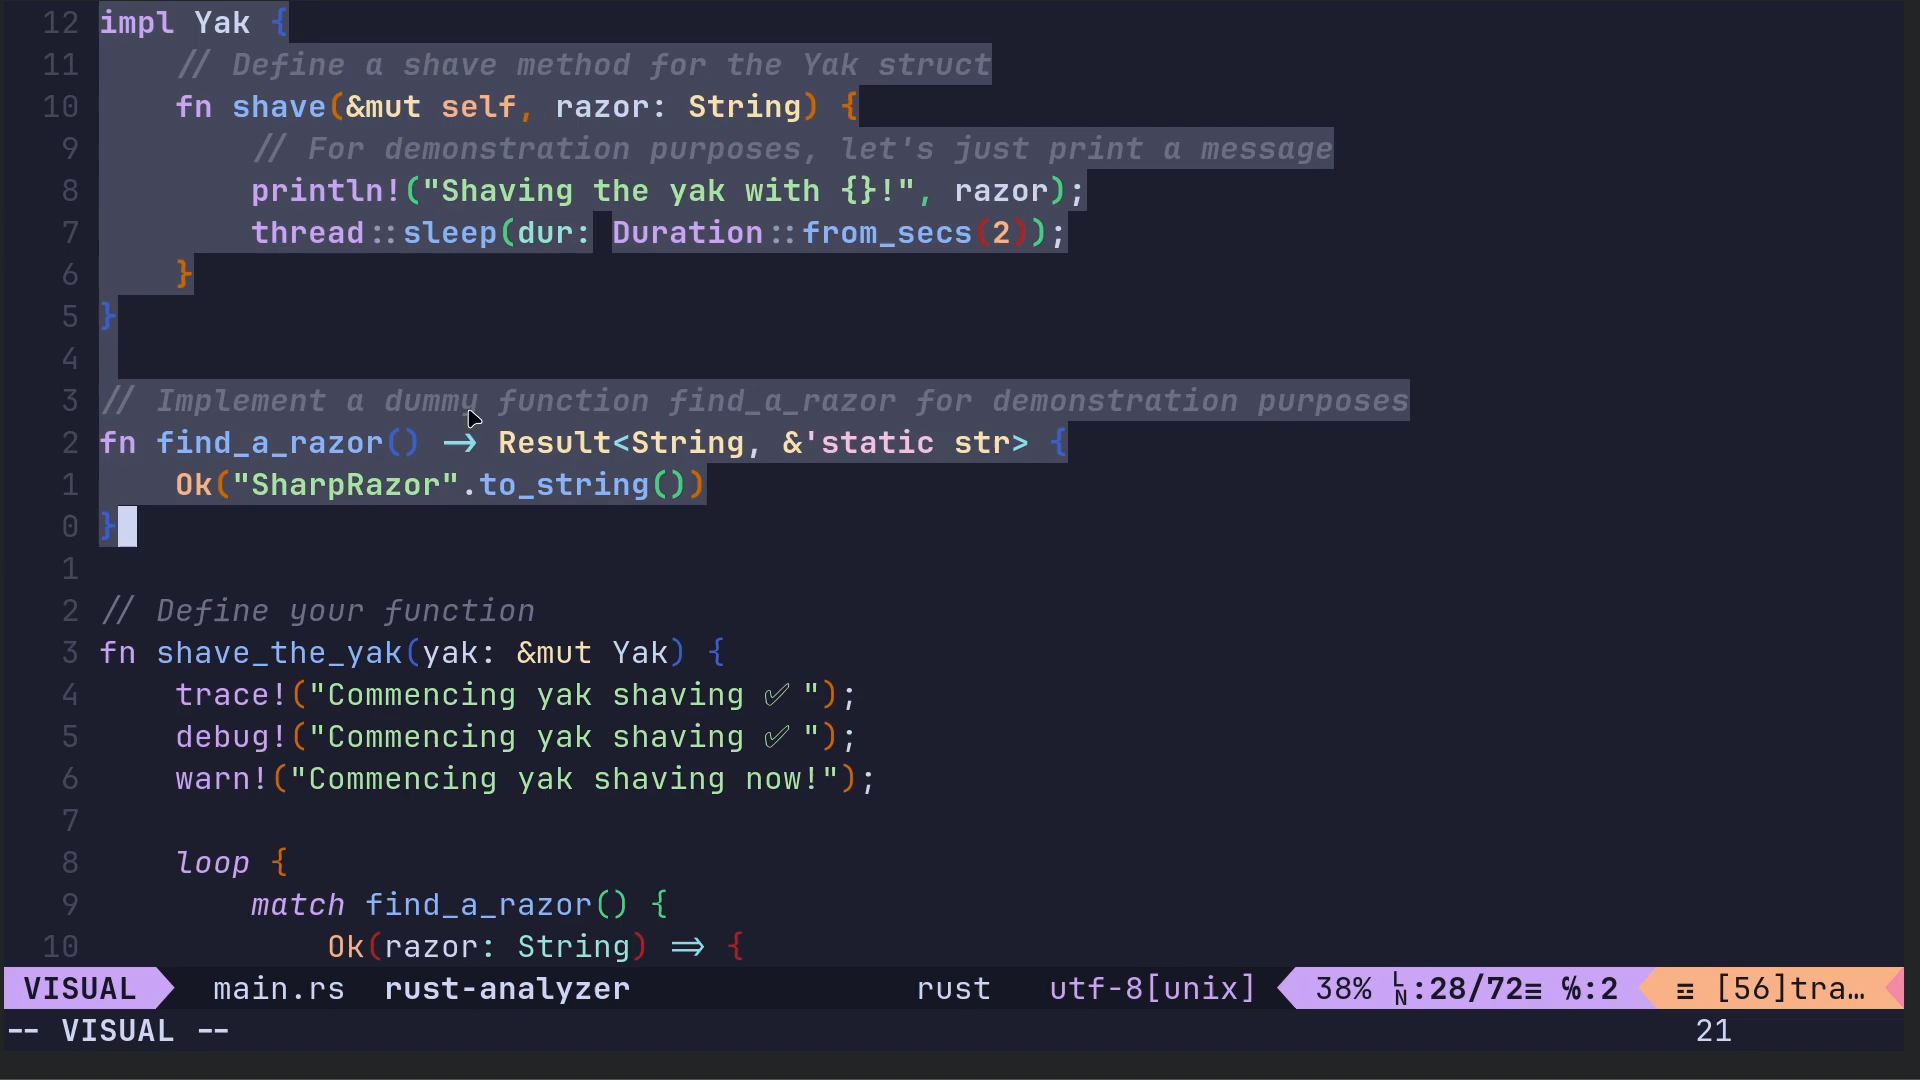 12 impl Yak {
11     // Define a shave method for the Yak struct
10     fn shave(&mut self, razor: String) {
9         // For demonstration purposes, let's just print a message
8         println!("Shaving the yak with {}!", razor);
7         thread::sleep(dur: Duration::from_secs(2));
6     }
5 }
4
3 // Implement a dummy function find_a_razor for demonstration purposes
2 fn find_a_razor() -> Result<String, &'static str> {
1     Ok("SharpRazor".to_string())
0 }
1
2 // Define your function
3 fn shave_the_yak(yak: &mut Yak) {
4     trace!("Commencing yak shaving ✅ ");
5     debug!("Commencing yak shaving ✅ ");
6     warn!("Commencing yak shaving now!");
7
8     loop {
9         match find_a_razor() {
10             Ok(razor: String) => {
VISUAL main.rs rust-analyzer rust utf-8[unix] 38% LN:28/72≡ ℅:2 ☲ [56]tra…
-- VISUAL -- 21